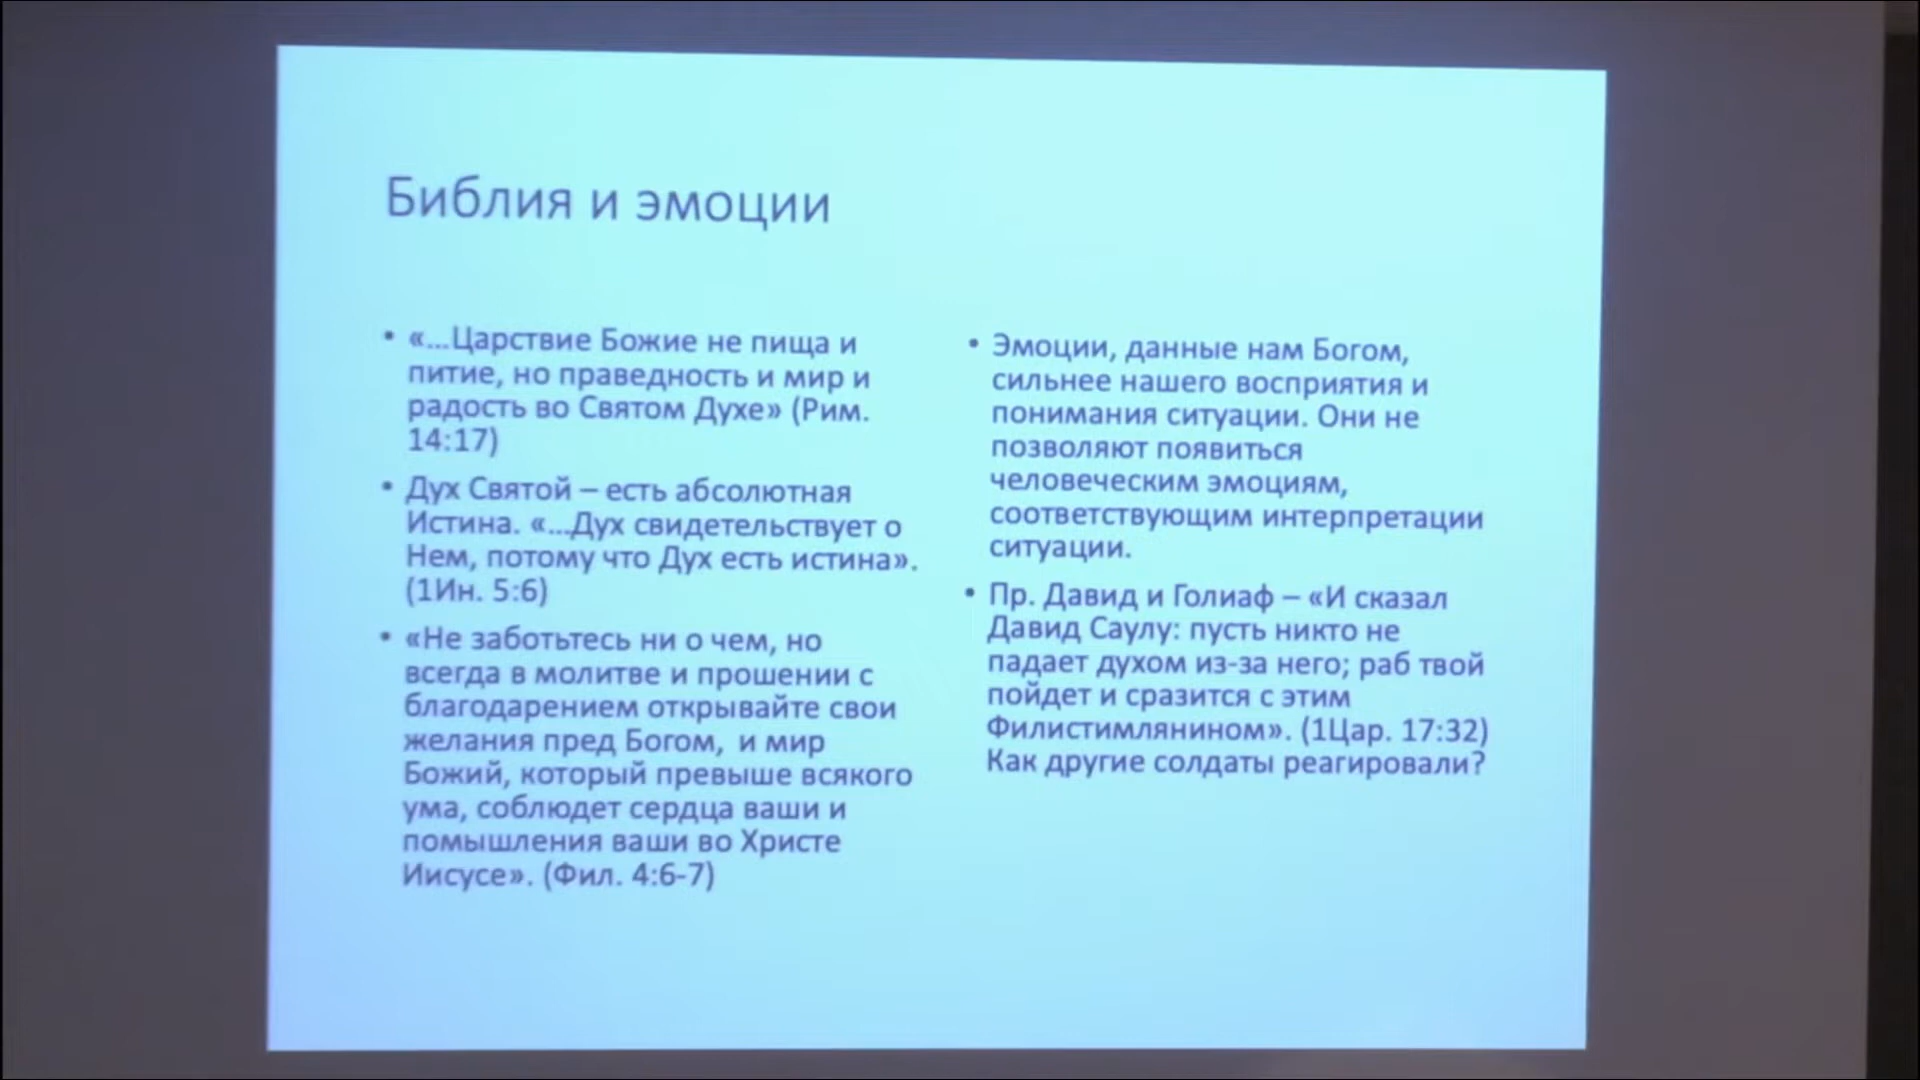 Библия и эмоции
• «...Царствие Божие не пища и
питие, но праведность и мир и
радость во Святом Духе» (Рим.
14:17)
• Дух Святой – есть абсолютная
Истина. «...Дух свидетельствует о
Нем, потому что Дух есть истина».
(1Ин. 5:6)
• «Не заботьтесь ни о чем, но
всегда в молитве и прошении с
благодарением открывайте свои
желания пред Богом, и мир
Божий, который превыше всякого
ума, соблюдет сердца ваши и
помышления ваши во Христе
Иисусе». (Фил. 4:6-7)
• Эмоции, данные нам Богом,
сильнее нашего восприятия и
понимания ситуации. Они не
позволяют появиться
человеческим эмоциям,
соответствующим интерпретации
ситуации.
• Пр. Давид и Голиаф – «И сказал
Давид Саулу: пусть никто не
падает духом из-за него; раб твой
пойдет и сразится с этим
Филистимлянином». (1Цар. 17:32)
Как другие солдаты реагировали?